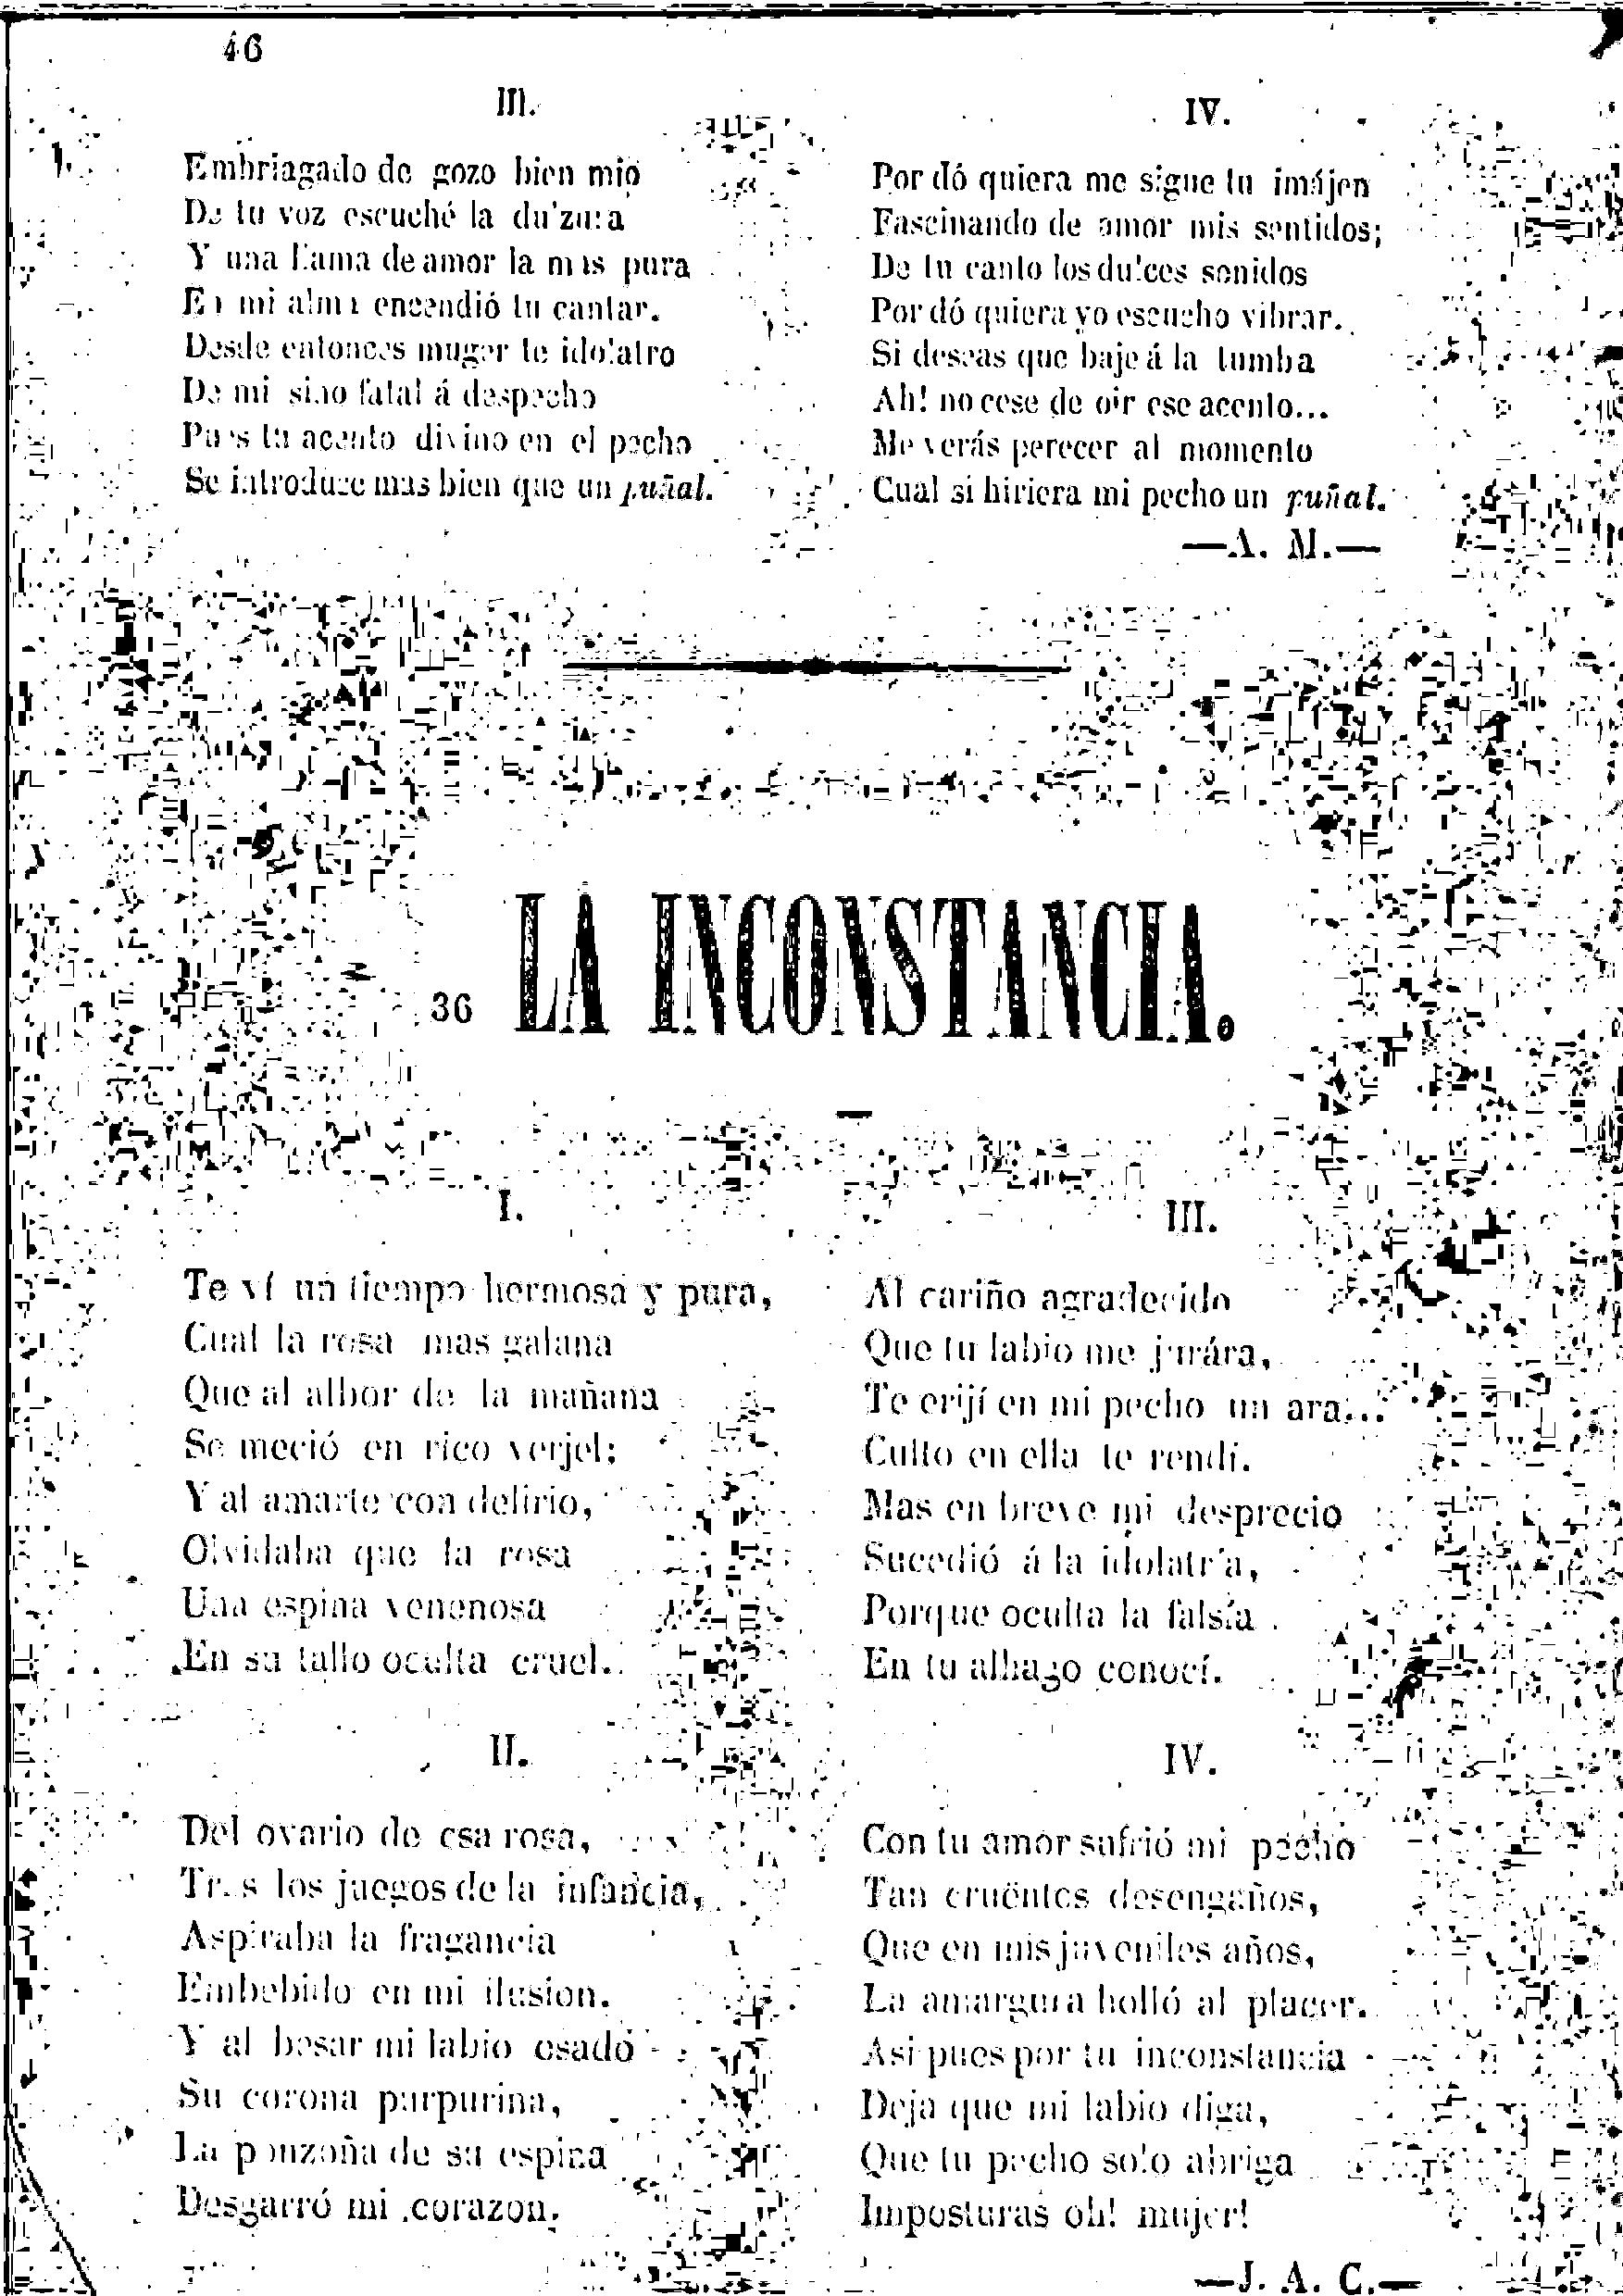 46
III.
Embriagado de gozo bien mio
De tu voz escuché la dulzura
Y una llama de amor la mas pura
En mi alma encendió tu cantar.
Desde entonces muger te idolatro
De mi sino fatal á despecho
Pues tu acento divino en el pecho
Se introduce mas bien que un puñal.
IV.
Por dó quiera me sigue tu imájen
Fascinando de amor mis sentidos;
De tu canto los dulces sonidos
Por dó quiera yo escucho vibrar.
Si deseas que baje á la tumba
Ah! no cese de oir ese acento...
Me verás perecer al momento
Cual si hiriera mi pecho un puñal.
—A. M.—
36 LA INCONSTANCIA.
I.
Te ví un tiempo hermosa y pura,
Cual la rosa mas galana
Que al albor de la mañana
Se meció en rico verjel;
Y al amarte con delirio,
Olvidaba que la rosa
Una espina venenosa
En su tallo oculta cruel.
II.
Del ovario de esa rosa,
Tras los juegos de la infancia,
Aspiraba la fragancia
Embebido en mi ilusion.
Y al besar mi labio osado
Su corona purpurina,
La ponzoña de su espina
Desgarró mi corazon.
III.
Al cariño agradecido
Que tu labio me jurára,
Te erijí en mi pecho un ara...
Culto en ella te rendí.
Mas en breve mi desprecio
Sucedió á la idolatría,
Porque oculta la falsía
En tu alhago conocí.
IV.
Con tu amor sufrió mi pecho
Tan cruentos desengaños,
Que en mis juveniles años,
La amargura holló al placer.
Asi pues por tu inconstancia
Deja que mi labio diga,
Que tu pecho solo abriga
Imposturas oh! mujer!
—J. A. C.—